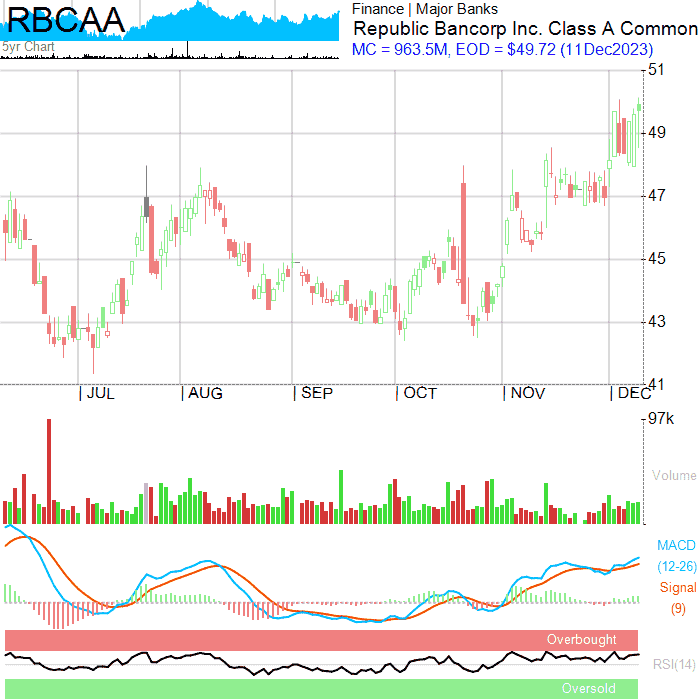 RBCAA
Finance | Major Banks
Republic Bancorp Inc. Class A Common
5yr Chart
MC = 963.5M, EOD = $49.72 (11Dec2023)
51
49
47
45
43
41
| JUL | AUG | SEP | OCT | NOV | DEC
97k
Volume
MACD
(12-26)
Signal
(9)
Overbought
RSI(14)
Oversold